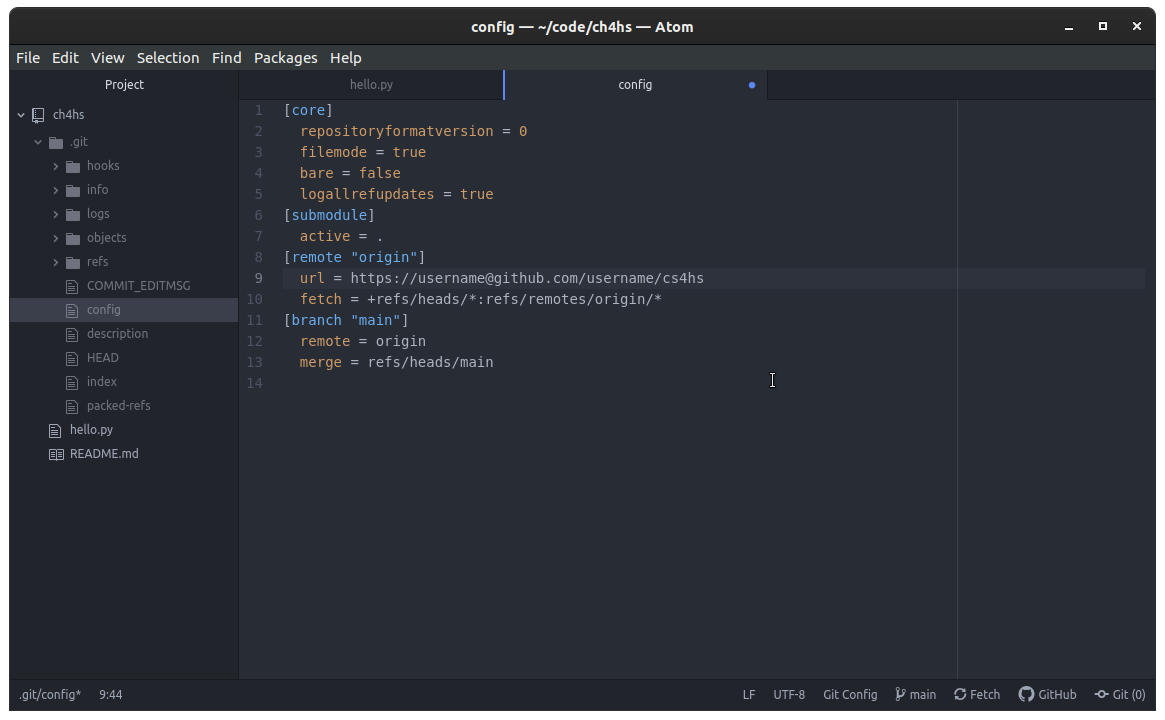 config — ~/code/ch4hs — Atom
File Edit View Selection Find Packages Help
Project
hello.py
config
ch4hs
.git
hooks
info
logs
objects
refs
COMMIT_EDITMSG
config
description
HEAD
index
packed-refs
hello.py
README.md
1 [core]
2 repositoryformatversion = 0
3 filemode = true
4 bare = false
5 logallrefupdates = true
6 [submodule]
7 active = .
8 [remote "origin"]
9 url = https://username@github.com/username/cs4hs
10 fetch = +refs/heads/*:refs/remotes/origin/*
11 [branch "main"]
12 remote = origin
13 merge = refs/heads/main
14
.git/config* 9:44 LF UTF-8 Git Config main Fetch GitHub Git (0)